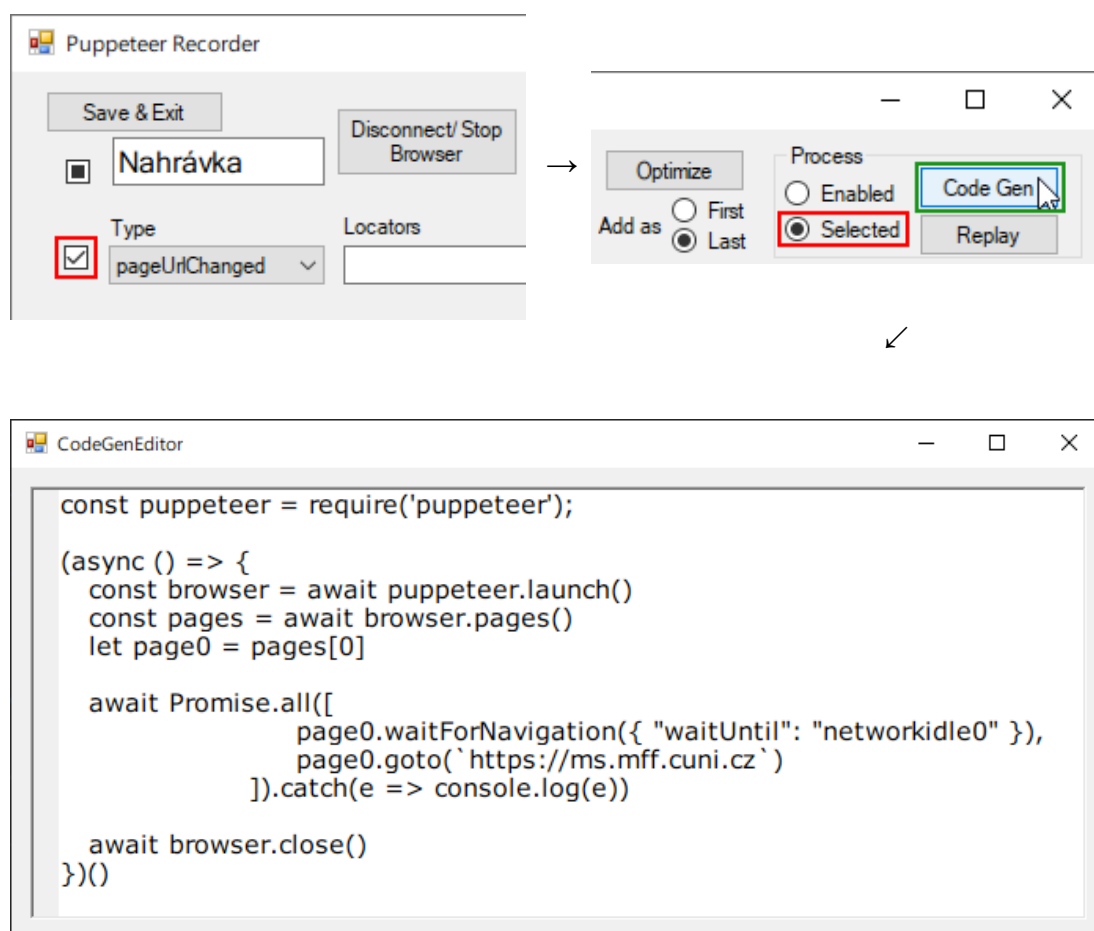 Puppeteer Recorder
Save & Exit
Disconnect/ Stop
Browser
Nahrávka
Type
Locators
pageUrlChanged
→
Optimize
Process
Enabled
Code Gen
Add as
First
Last
Selected
Replay
↙
CodeGenEditor
const puppeteer = require('puppeteer');
(async () => {
  const browser = await puppeteer.launch()
  const pages = await browser.pages()
  let page0 = pages[0]
  await Promise.all([
                page0.waitForNavigation({ "waitUntil": "networkidle0" }),
                page0.goto(`https://ms.mff.cuni.cz`)
            ]).catch(e => console.log(e))
  await browser.close()
})()